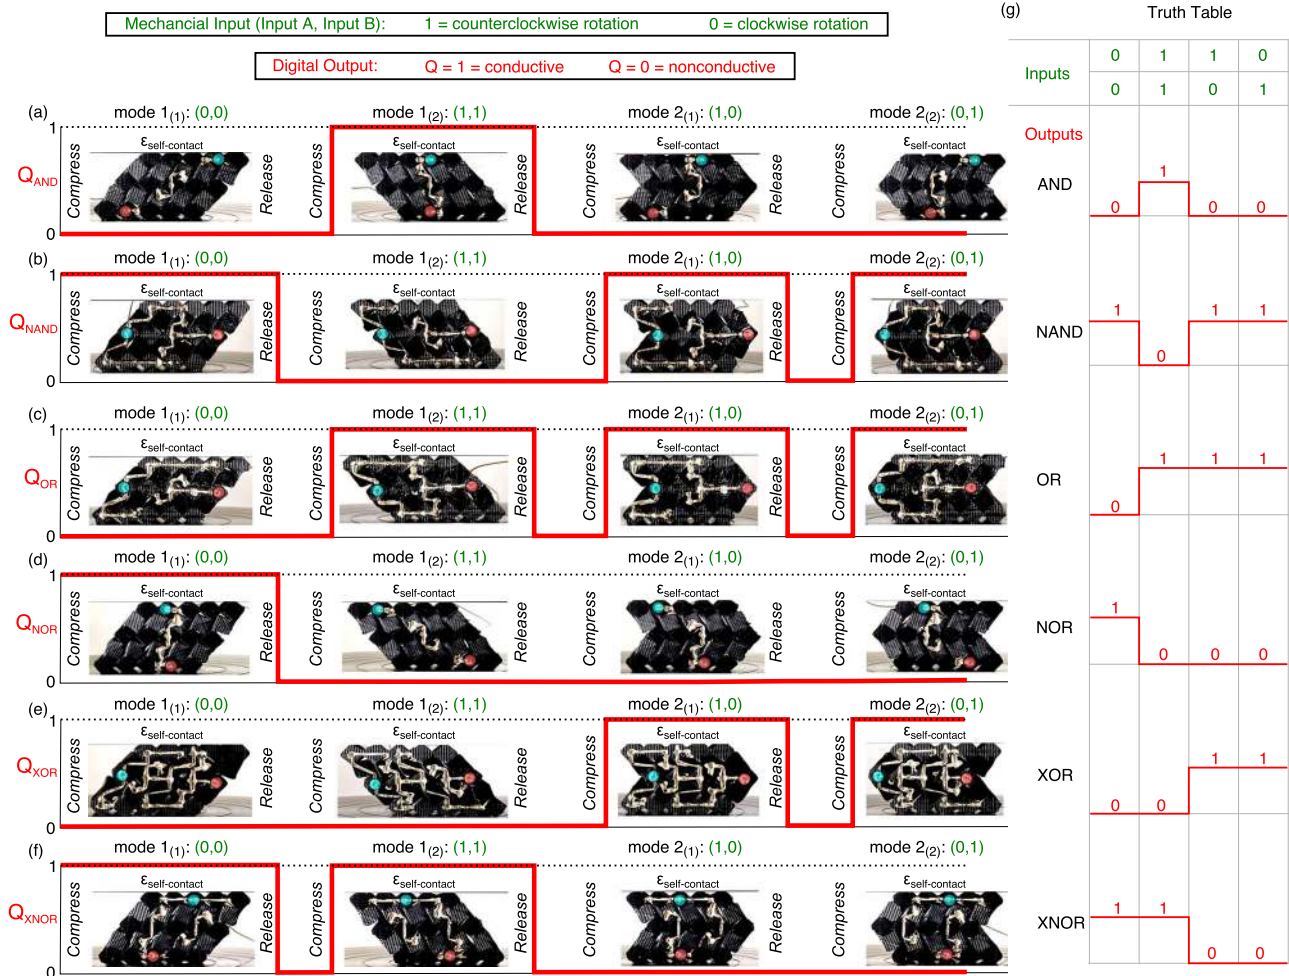 Mechancial Input (Input A, Input B): 1 = counterclockwise rotation 0 = clockwise rotation
Digital Output: Q = 1 = conductive Q = 0 = nonconductive
(a) mode 1(1): (0,0) mode 1(2): (1,1) mode 2(1): (1,0) mode 2(2): (0,1)
1
QAND
0
Compress εself-contact Release Compress εself-contact Release Compress εself-contact Release Compress εself-contact
(b) mode 1(1): (0,0) mode 1(2): (1,1) mode 2(1): (1,0) mode 2(2): (0,1)
1
QNAND
0
Compress εself-contact Release Compress εself-contact Release Compress εself-contact Release Compress εself-contact
(c) mode 1(1): (0,0) mode 1(2): (1,1) mode 2(1): (1,0) mode 2(2): (0,1)
1
QOR
0
Compress εself-contact Release Compress εself-contact Release Compress εself-contact Release Compress εself-contact
(d) mode 1(1): (0,0) mode 1(2): (1,1) mode 2(1): (1,0) mode 2(2): (0,1)
1
QNOR
0
Compress εself-contact Release Compress εself-contact Release Compress εself-contact Release Compress εself-contact
(e) mode 1(1): (0,0) mode 1(2): (1,1) mode 2(1): (1,0) mode 2(2): (0,1)
1
QXOR
0
Compress εself-contact Release Compress εself-contact Release Compress εself-contact Release Compress εself-contact
(f) mode 1(1): (0,0) mode 1(2): (1,1) mode 2(1): (1,0) mode 2(2): (0,1)
1
QXNOR
0
Compress εself-contact Release Compress εself-contact Release Compress εself-contact Release Compress εself-contact
(g) Truth Table
Inputs
0 1 1 0
0 1 0 1
Outputs
AND 0 1 0 0
NAND 1 0 1 1
OR 0 1 1 1
NOR 1 0 0 0
XOR 0 0 1 1
XNOR 1 1 0 0